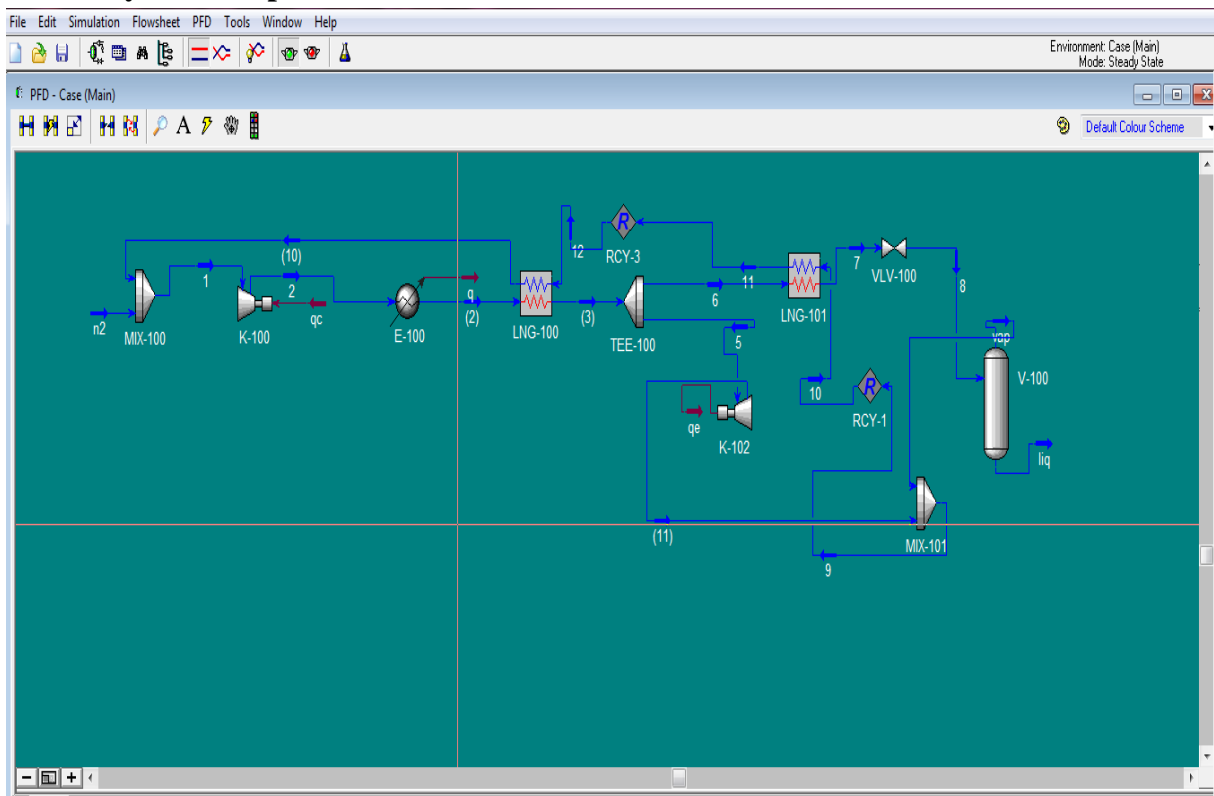 File Edit Simulation Flowsheet PFD Tools Window Help
Environment: Case (Main)
Mode: Steady State
PFD - Case (Main)
A
Default Colour Scheme
n2
MIX-100
(10)
1
2
K-100
qc
E-100
q
(2)
LNG-100
12
R
RCY-3
(3)
TEE-100
11
6
5
LNG-101
7
VLV-100
8
vap
V-100
liq
10
R
RCY-1
qe
K-102
(11)
MIX-101
9